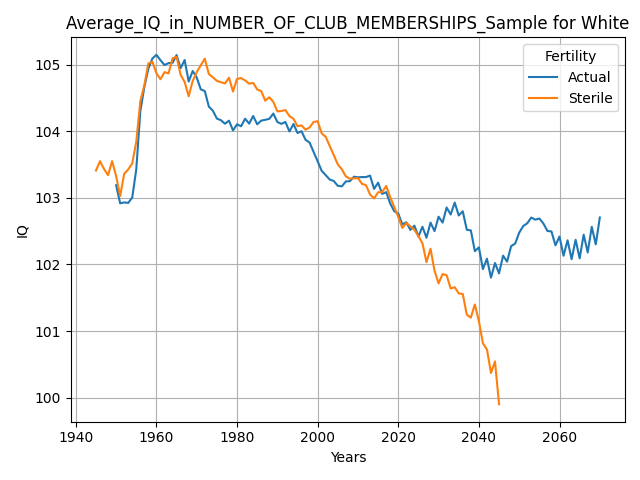 Average_IQ_in_NUMBER_OF_CLUB_MEMBERSHIPS_Sample for White
Fertility
Actual
Sterile
105
104
103
102
101
100
IQ
1940
1960
1980
2000
2020
2040
2060
Years